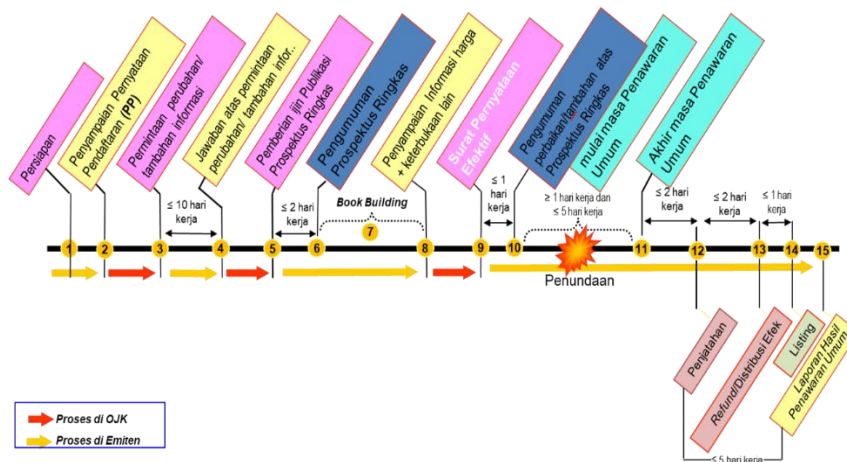 Persiapan
Penyampaian Pernyataan
Pendaftaran (PP)
Permintaan perubahan/
tambahan informasi
Jawaban atas permintaan
perubahan/ tambahan infor..
Pemberian ijin Publikasi
Prospektus Ringkas
Pengumuman
Prospektus Ringkas
Penyampaian Informasi harga
+ Keterbukaan lain
Surat Pernyataan
Efektif
Pengumuman
perbaikan/tambahan atas
Prospektus Ringkas
mulai masa Penawaran
Umum
Akhir masa Penawaran
Umum
≤ 10 hari
kerja
≤ 2 hari
kerja
Book Building
≤ 1
hari
kerja
≥ 1 hari kerja dan
≤ 5 hari kerja
≤ 2 hari
kerja
≤ 2 hari
kerja
≤ 1 hari
kerja
1
2
3
4
5
6
7
8
9
10
11
12
13
14
15
Penundaan
Penjatahan
Refund/Distribusi Efek
Listing
Laporan Hasil
Penawaran Umum
≤ 5 hari kerja
Proses di OJK
Proses di Emiten